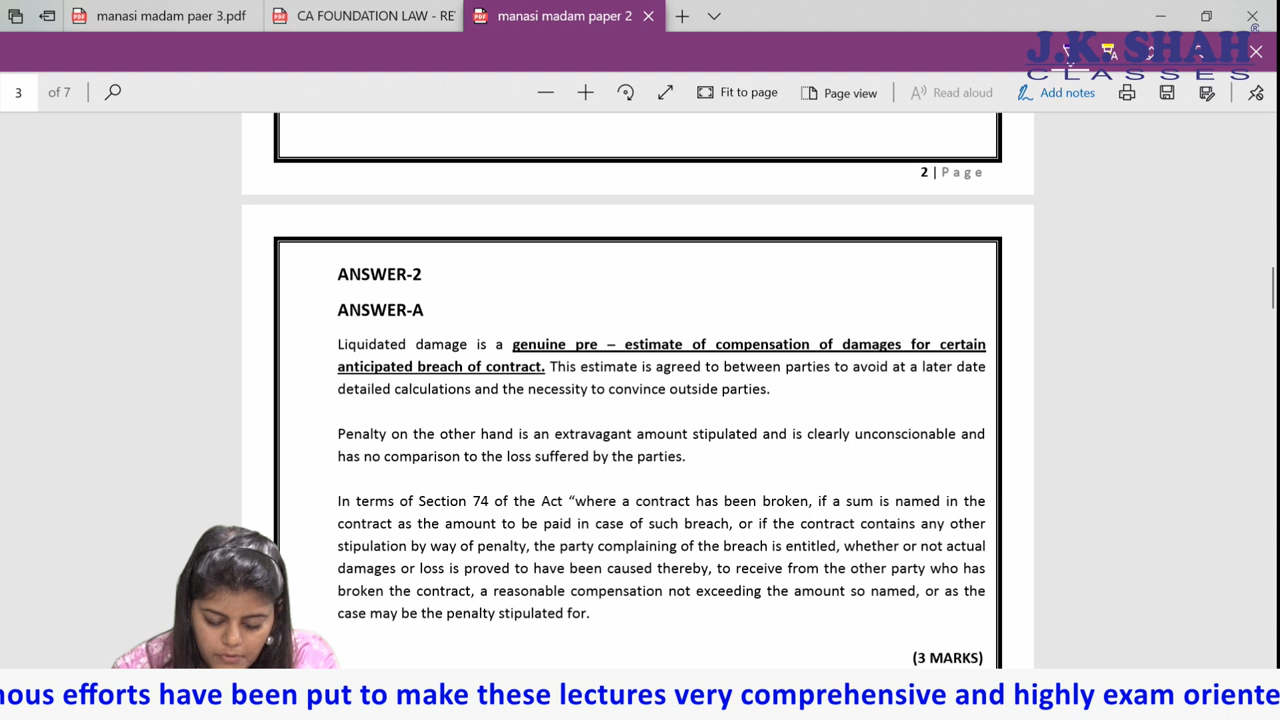 manasi madam paer 3.pdf
CA FOUNDATION LAW - RE
manasi madam paper 2
J.K. SHAH®
CLASSES
3 of 7
Fit to page
Page view
Read aloud
Add notes
2 | Page
ANSWER-2
ANSWER-A
Liquidated damage is a genuine pre – estimate of compensation of damages for certain
anticipated breach of contract. This estimate is agreed to between parties to avoid at a later date
detailed calculations and the necessity to convince outside parties.
Penalty on the other hand is an extravagant amount stipulated and is clearly unconscionable and
has no comparison to the loss suffered by the parties.
In terms of Section 74 of the Act “where a contract has been broken, if a sum is named in the
contract as the amount to be paid in case of such breach, or if the contract contains any other
stipulation by way of penalty, the party complaining of the breach is entitled, whether or not actual
damages or loss is proved to have been caused thereby, to receive from the other party who has
broken the contract, a reasonable compensation not exceeding the amount so named, or as the
case may be the penalty stipulated for.
(3 MARKS)
nous efforts have been put to make these lectures very comprehensive and highly exam oriente